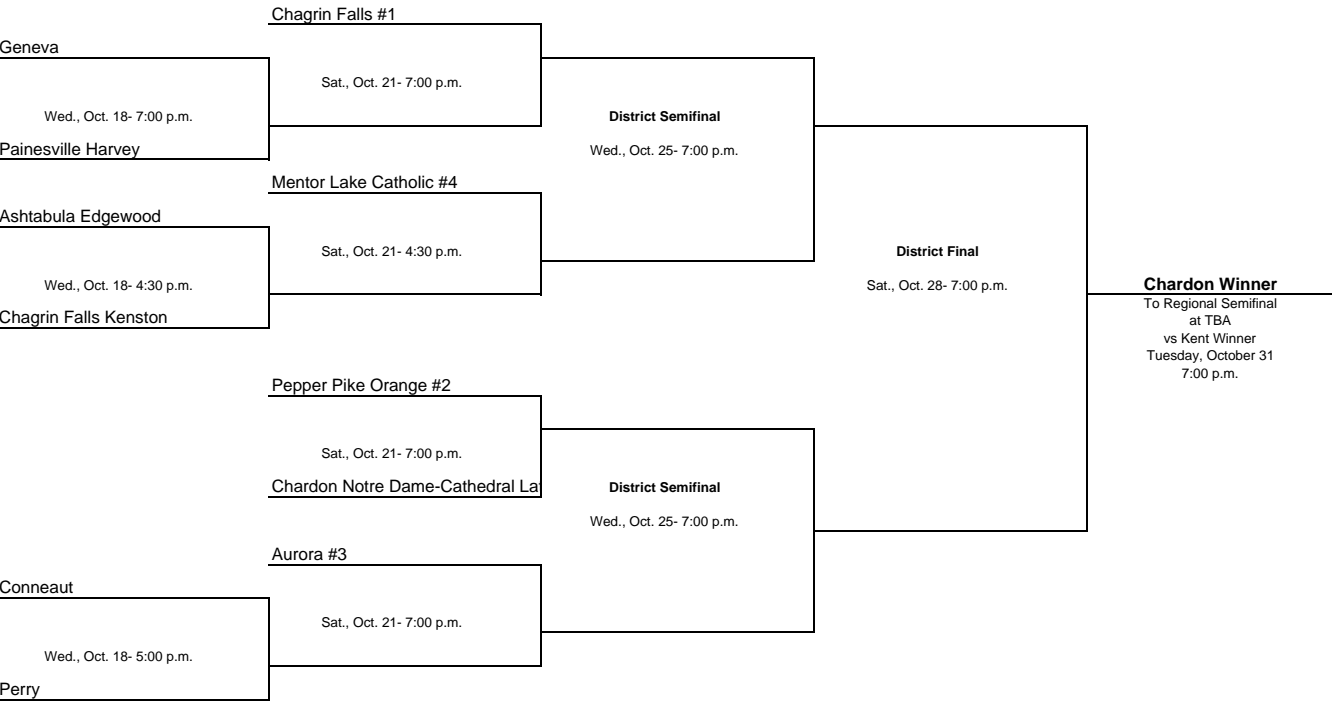 Chagrin Falls #1
Geneva
Sat., Oct. 21- 7:00 p.m.
Wed., Oct. 18- 7:00 p.m.
District Semifinal
Painesville Harvey
Wed., Oct. 25- 7:00 p.m.
Mentor Lake Catholic #4
Ashtabula Edgewood
Sat., Oct. 21- 4:30 p.m.
District Final
Wed., Oct. 18- 4:30 p.m.
Sat., Oct. 28- 7:00 p.m.
Chardon Winner
To Regional Semifinal
at TBA
vs Kent Winner
Tuesday, October 31
7:00 p.m.
Chagrin Falls Kenston
Pepper Pike Orange #2
Sat., Oct. 21- 7:00 p.m.
Chardon Notre Dame-Cathedral La
District Semifinal
Wed., Oct. 25- 7:00 p.m.
Aurora #3
Conneaut
Sat., Oct. 21- 7:00 p.m.
Wed., Oct. 18- 5:00 p.m.
Perry